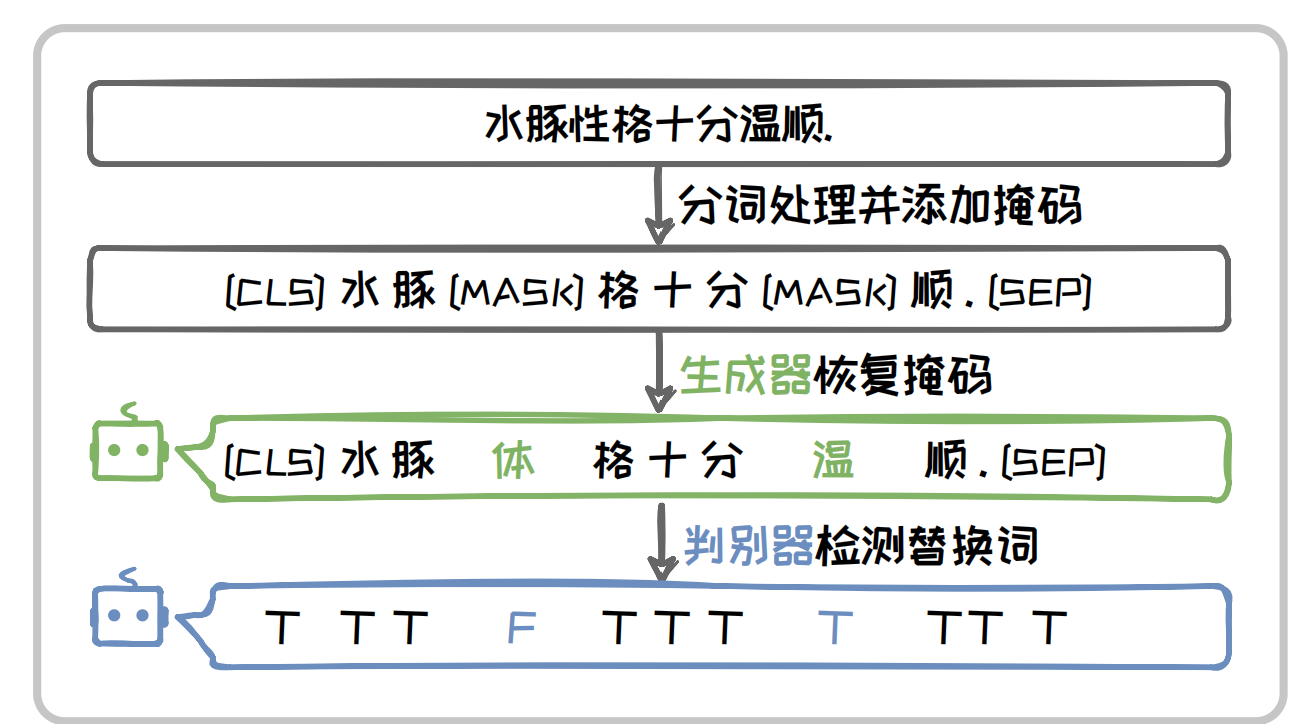 水豚性格十分温顺.
分词处理并添加掩码
[CLS] 水 豚 [MASK] 格 十 分 [MASK] 顺 . [SEP]
生成器恢复掩码
[CLS] 水 豚 体 格 十 分 温 顺 . [SEP]
判别器检测替换词
T T T F T T T T T T T